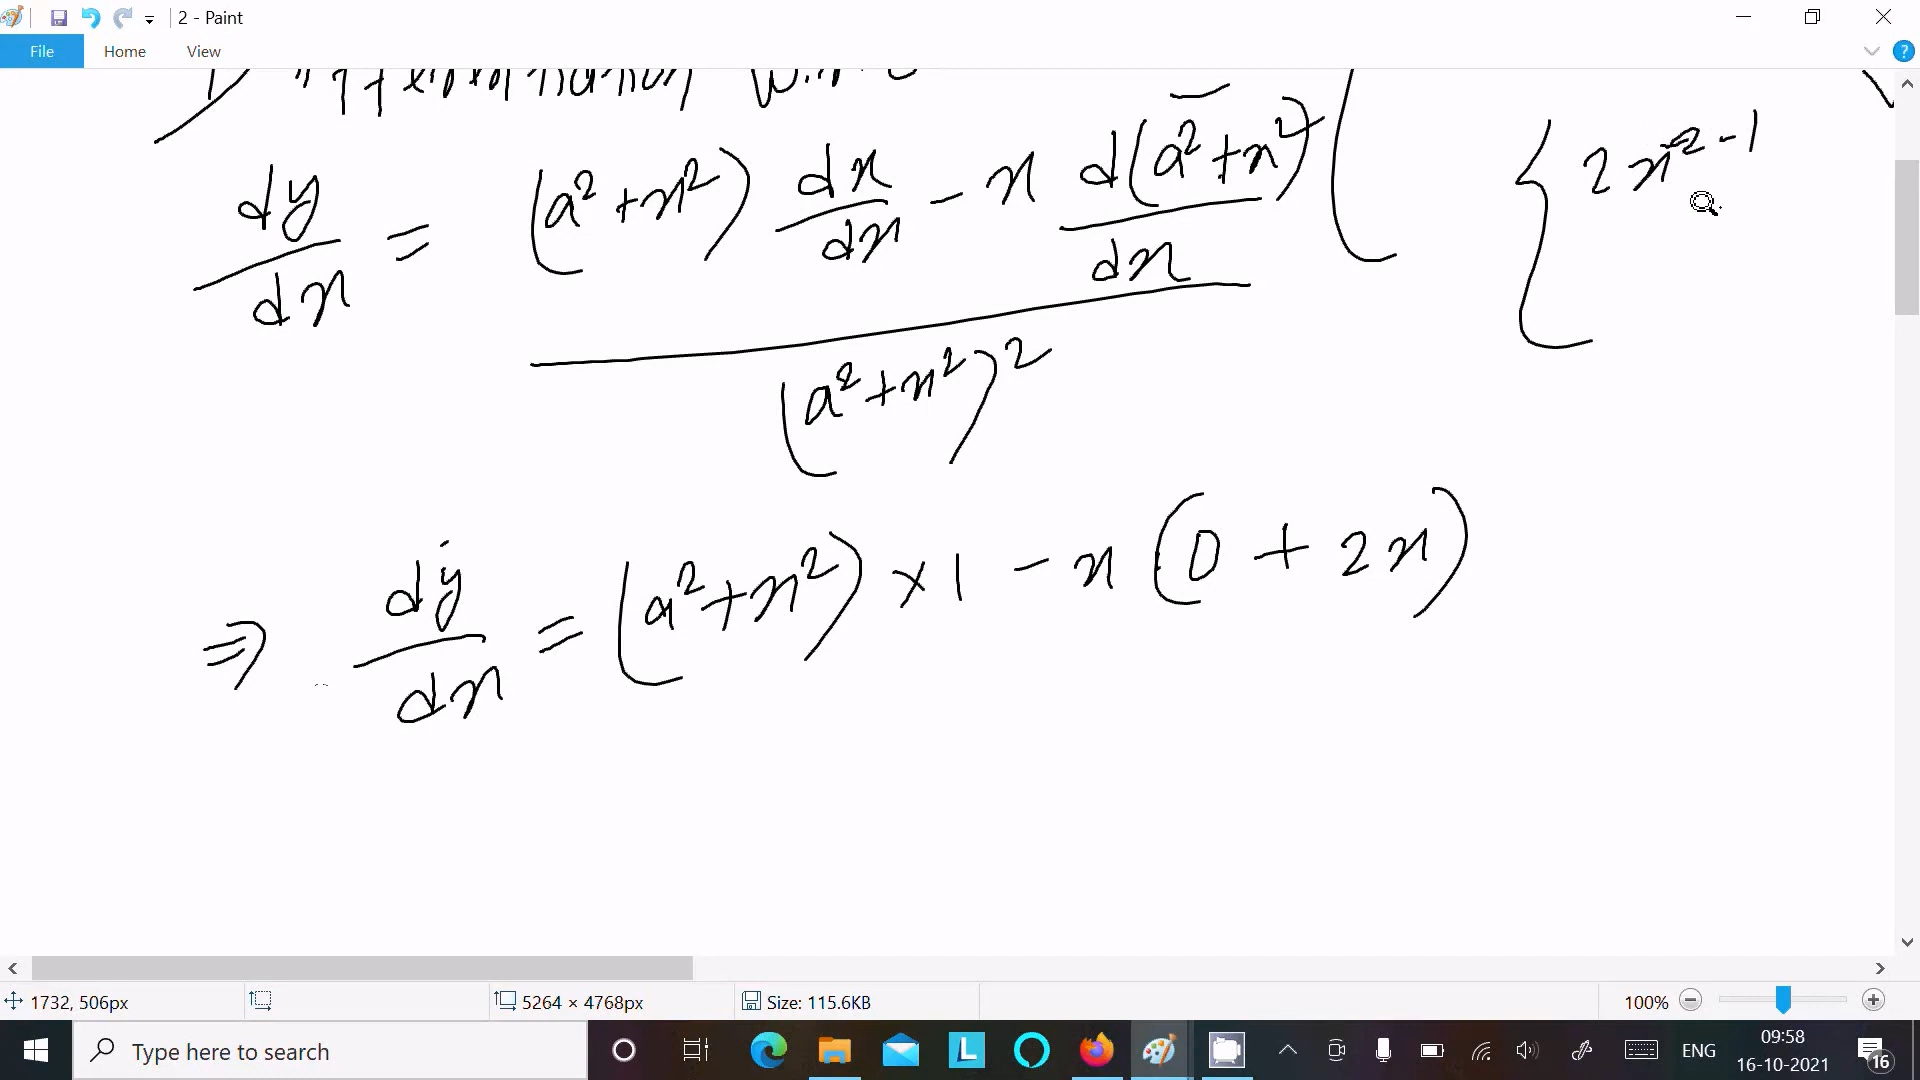 2 - Paint
File Home View
Differentiation w.r.t
dy/dx = ((a² + x²) dx/dx - x d(a² + x²)/dx) / (a² + x²)²
{ 2x²⁻¹
⇒ dy/dx = (a² + x²) × 1 - x (0 + 2x)
1732, 506px 5264 × 4768px Size: 115.6KB 100%
Type here to search ENG 09:58
16-10-2021 16